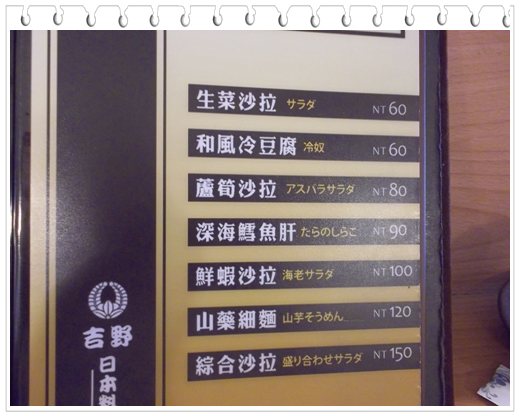 生菜沙拉 サラダ NT 60
和風冷豆腐 冷奴 NT 60
蘆筍沙拉 アスパラサラダ NT 80
深海鱈魚肝 たらのしらこ NT 90
鮮蝦沙拉 海老サラダ NT 100
山藥細麵 山芋そうめん NT 120
綜合沙拉 盛り合わせサラダ NT 150
吉野
日本料